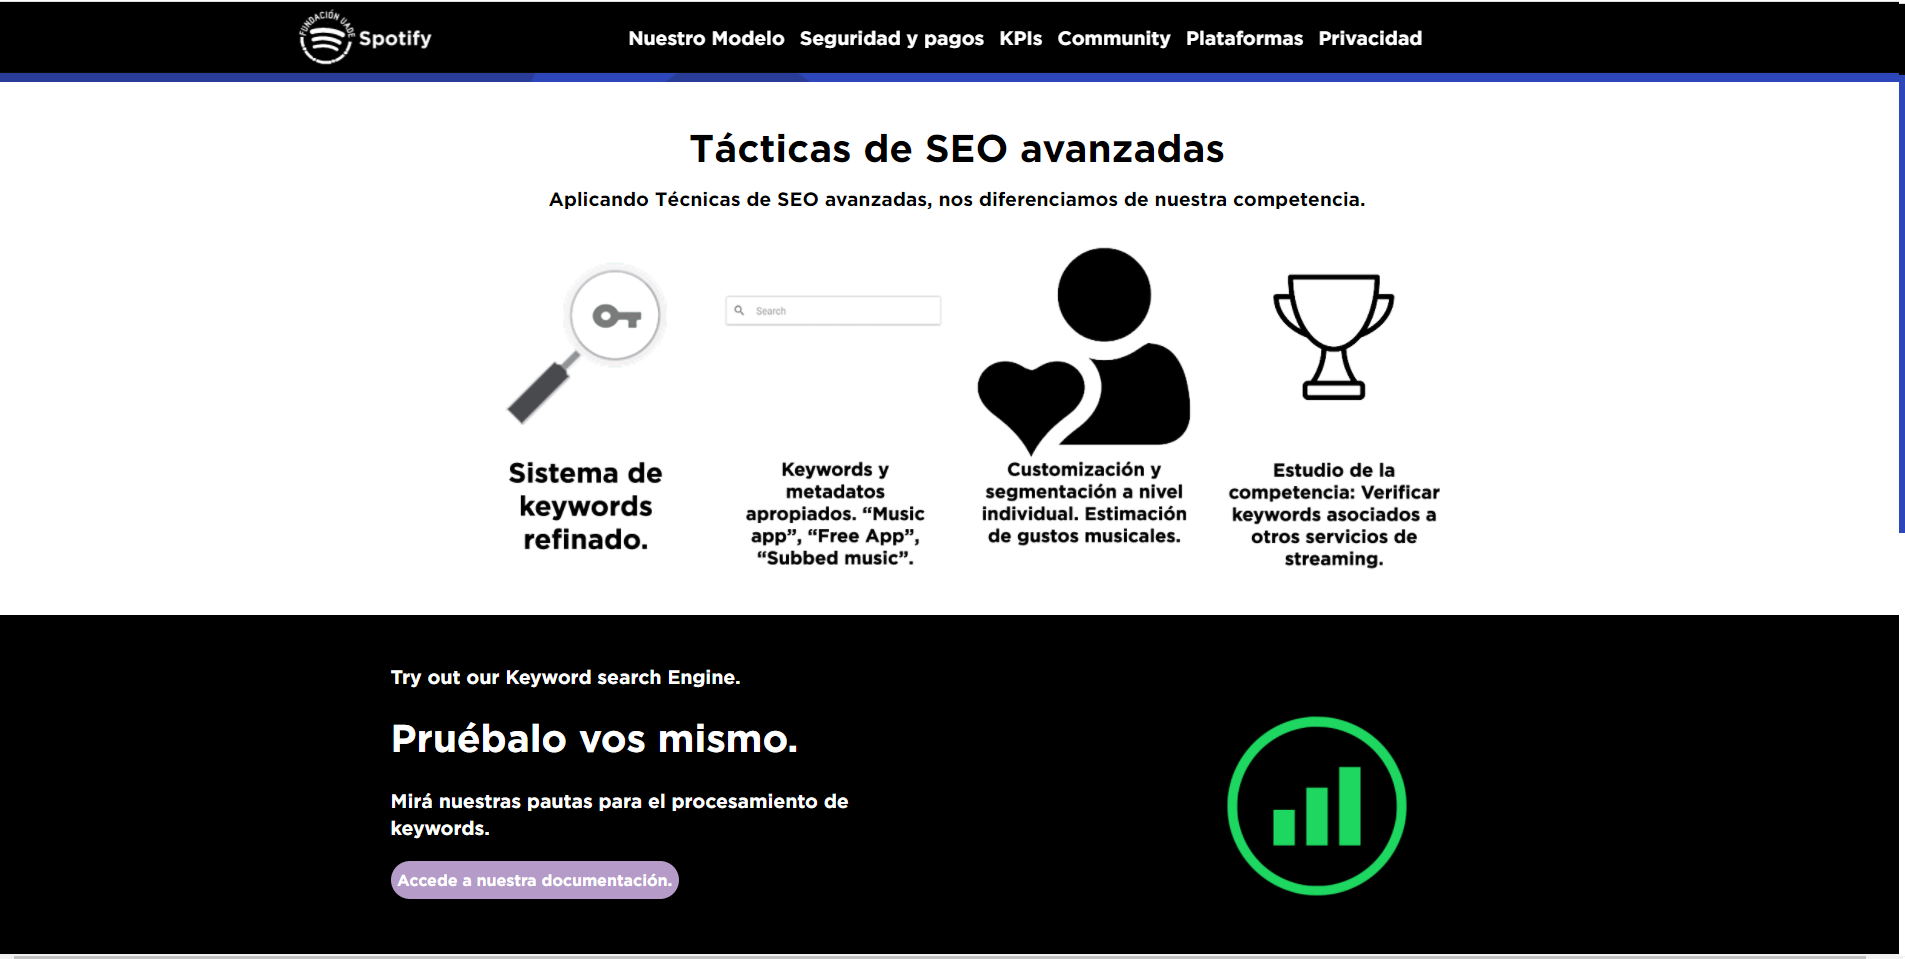 FUNDACIÓN UADE
Spotify
Nuestro Modelo Seguridad y pagos KPIs Community Plataformas Privacidad
Tácticas de SEO avanzadas
Aplicando Técnicas de SEO avanzadas, nos diferenciamos de nuestra competencia.
Search
Sistema de
keywords
refinado.
Keywords y
metadatos
apropiados. “Music
app”, “Free App”,
“Subbed music”.
Customización y
segmentación a nivel
individual. Estimación
de gustos musicales.
Estudio de la
competencia: Verificar
keywords asociados a
otros servicios de
streaming.
Try out our Keyword search Engine.
Pruébalo vos mismo.
Mirá nuestras pautas para el procesamiento de
keywords.
Accede a nuestra documentación.